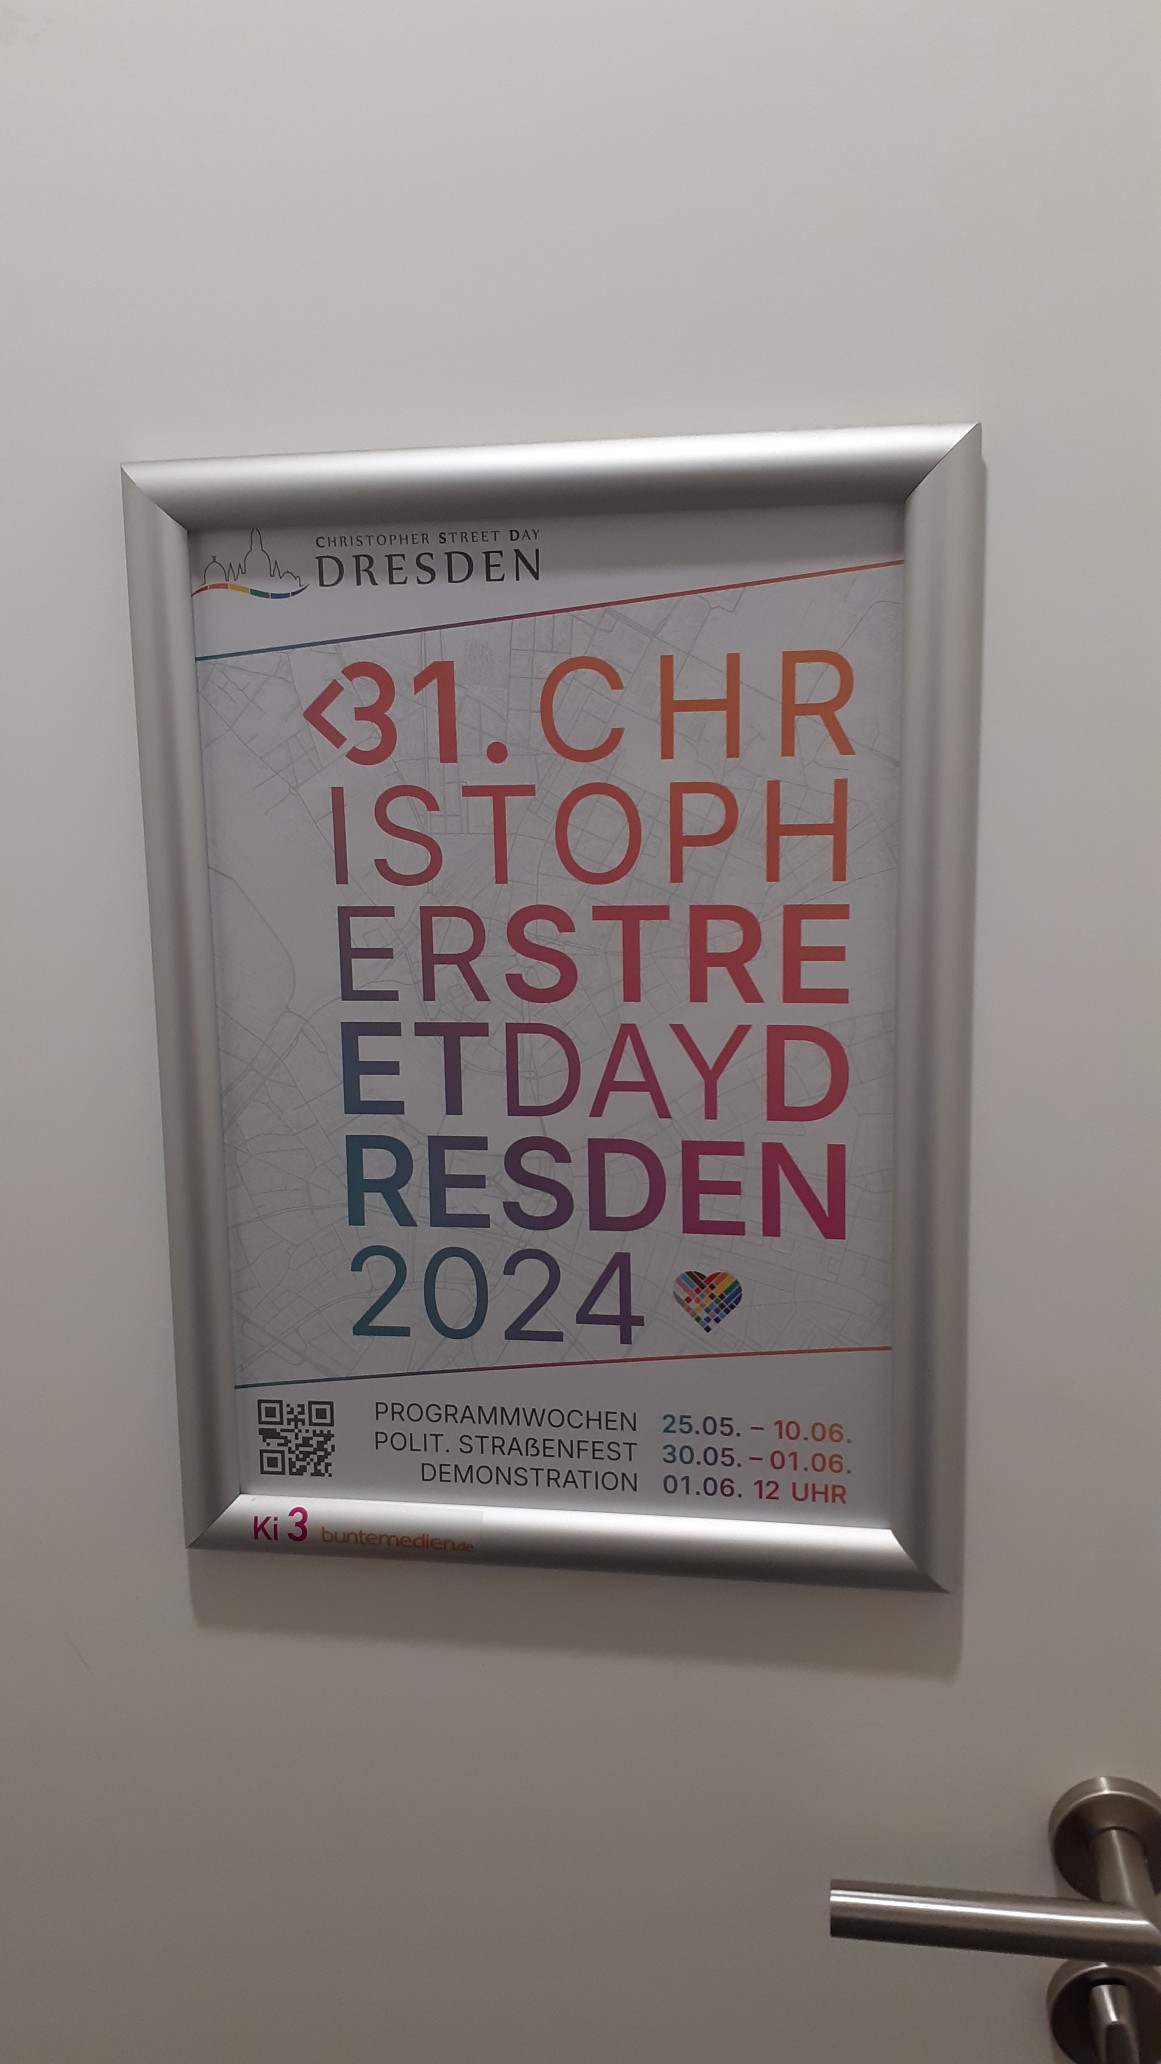 CHRISTOPHER STREET DAY
DRESDEN
<31. CHR
ISTOPH
ERSTRE
ETDAYD
RESDEN
2024
PROGRAMMWOCHEN 25.05. – 10.06.
POLIT. STRAßENFEST 30.05. – 01.06.
DEMONSTRATION 01.06. 12 UHR
Ki 3 buntemedien.de